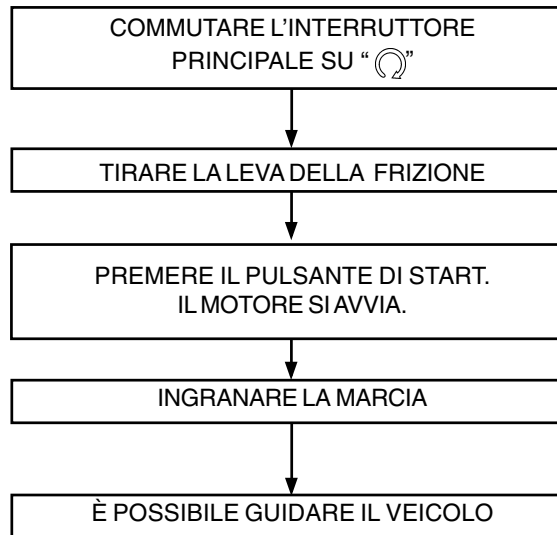 COMMUTARE L'INTERRUTTORE
PRINCIPALE SU “ ”
TIRARE LA LEVA DELLA FRIZIONE
PREMERE IL PULSANTE DI START.
IL MOTORE SI AVVIA.
INGRANARE LA MARCIA
È POSSIBILE GUIDARE IL VEICOLO